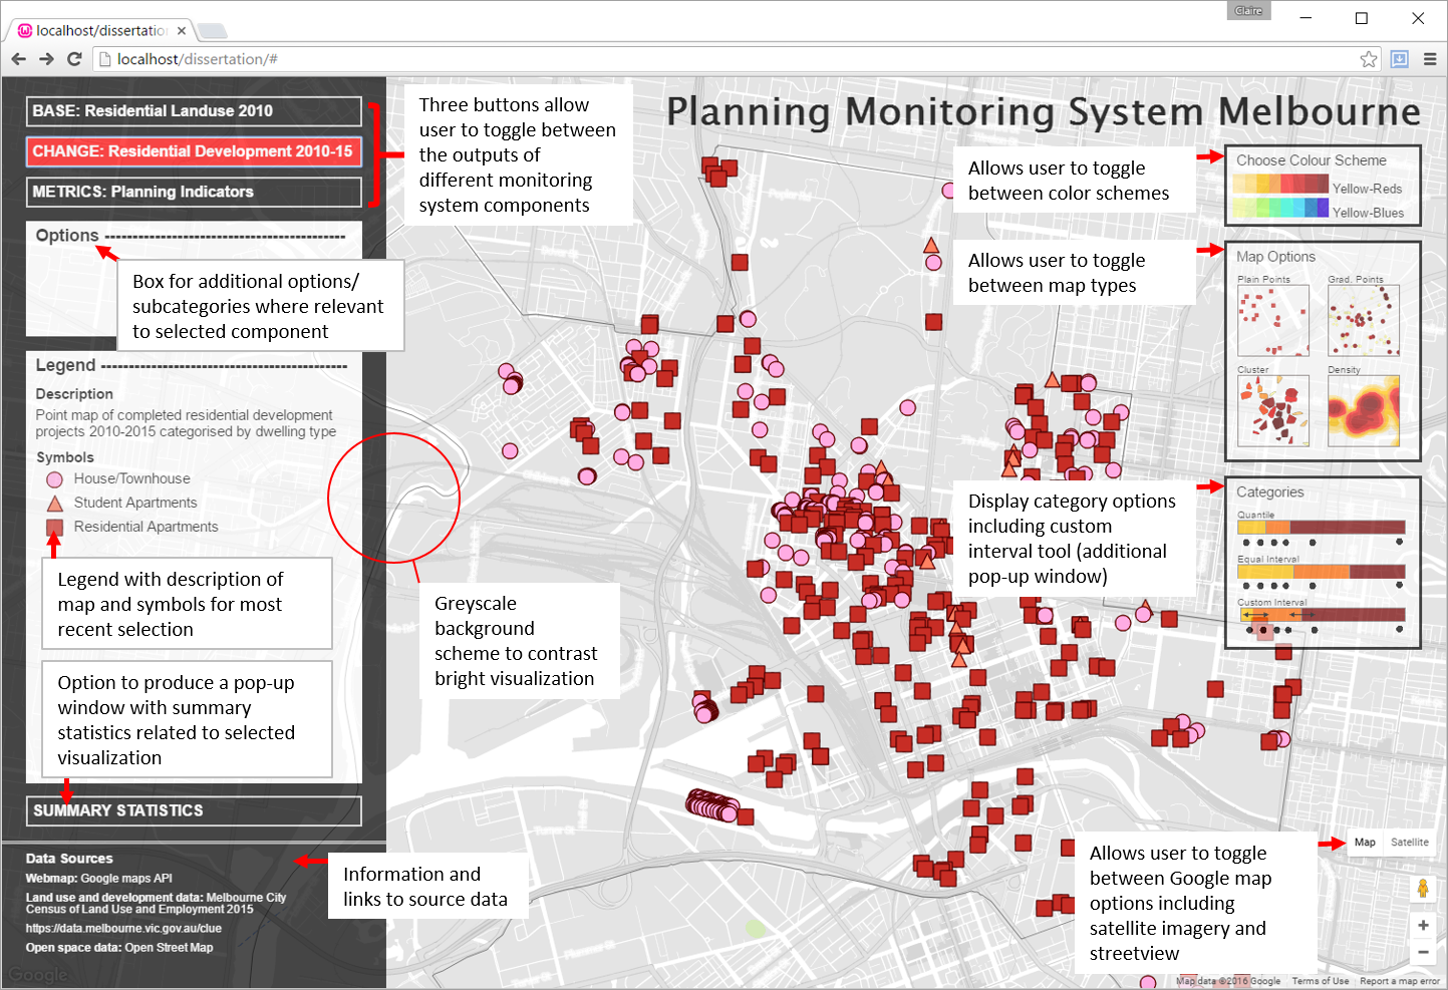 Claire
localhost/dissertatio
localhost/dissertation/#
Planning Monitoring System Melbourne
BASE: Residential Landuse 2010
CHANGE: Residential Development 2010-15
METRICS: Planning Indicators
Three buttons allow
user to toggle between
the outputs of
different monitoring
system components
Options
Box for additional options/
subcategories where relevant
to selected component
Legend
Description
Point map of completed residential development
projects 2010-2015 categorised by dwelling type
Symbols
House/Townhouse
Student Apartments
Residential Apartments
Legend with description of
map and symbols for most
recent selection
Option to produce a pop-up
window with summary
statistics related to selected
visualization
SUMMARY STATISTICS
Data Sources
Webmap: Google maps API
Land use and development data: Melbourne City
Census of Land Use and Employment 2015
https://data.melbourne.vic.gov.au/clue
Open space data: Open Street Map
Google
Information and
links to source data
Greyscale
background
scheme to contrast
bright visualization
Allows user to toggle
between color schemes
Choose Colour Scheme
Yellow-Reds
Yellow-Blues
Allows user to toggle
between map types
Map Options
Plain Points
Grad. Points
Cluster
Density
Display category options
including custom
interval tool (additional
pop-up window)
Categories
Quantile
Equal Interval
Custom Interval
Allows user to toggle
between Google map
options including
satellite imagery and
streetview
Map
Satellite
Map data ©2016 Google
Terms of Use
Report a map error